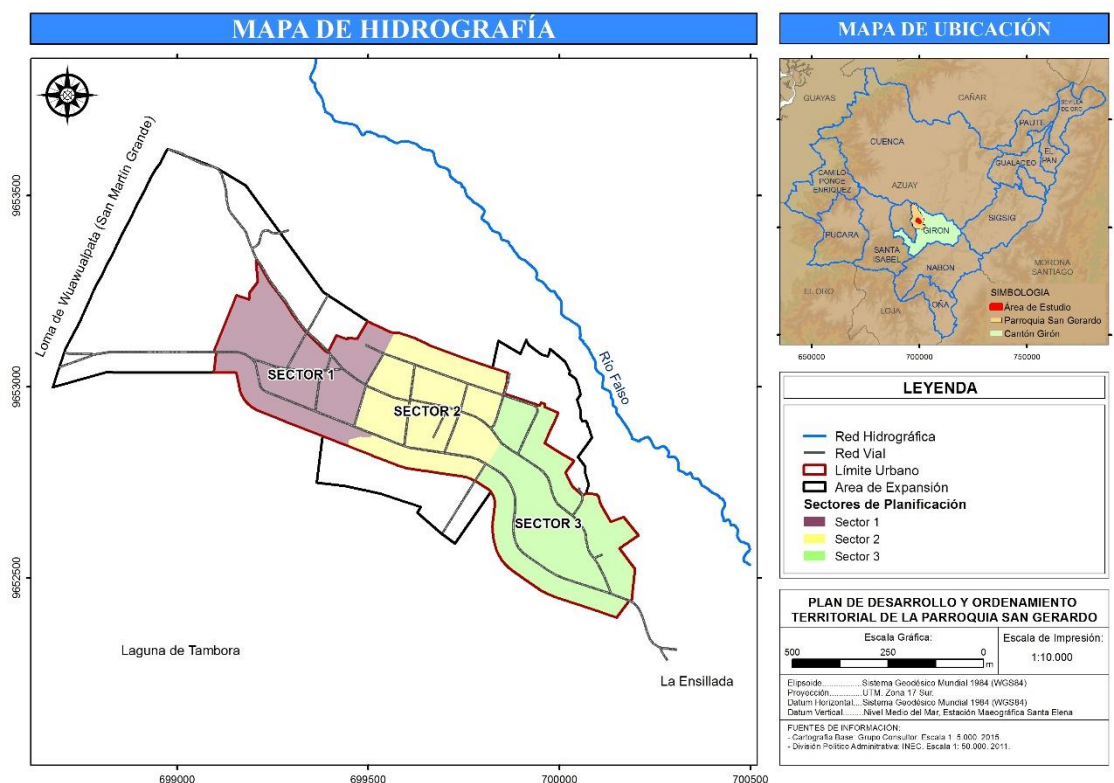 MAPA DE HIDROGRAFÍA
Loma de Wuawualpata (San Martín Grande)
Río Falso
SECTOR 1
SECTOR 2
SECTOR 3
Laguna de Tambora
La Ensillada
9653500
9653000
9652500
699000
699500
700000
700500
MAPA DE UBICACIÓN
GUAYAS
CAÑAR
SEVILLA
DE ORO
PAUTE
CUENCA
EL
PAN
GUALACEO
CAMILO
PONCE
ENRIQUEZ
AZUAY
SIGSIG
PUCARA
GIRON
SANTA
ISABEL
NABON
MORONA
SANTIAGO
EL ORO
LOJA
OÑA
SIMBOLOGIA
Área de Estudio
Parroquia San Gerardo
Cantón Girón
650000
700000
750000
LEYENDA
Red Hidrográfica
Red Vial
Límite Urbano
Area de Expansión
Sectores de Planificación
Sector 1
Sector 2
Sector 3
PLAN DE DESARROLLO Y ORDENAMIENTO
TERRITORIAL DE LA PARROQUIA SAN GERARDO
Escala Gráfica:
500 250 0
m
Escala de Impresión:
1:10.000
Elipsoide..............Sistema Geodésico Mundial 1984 (WGS84)
Proyección............UTM. Zona 17 Sur.
Datum Horizontal....Sistema Geodésico Mundial 1984 (WGS84)
Datum Vertical........Nivel Medio del Mar, Estación Maeográfica Santa Elena
FUENTES DE INFORMACIÓN:
- Cartografía Base: Grupo Consultor. Escala 1: 5.000. 2015.
- División Político Adminitrativa: INEC. Escala 1: 50.000. 2011.